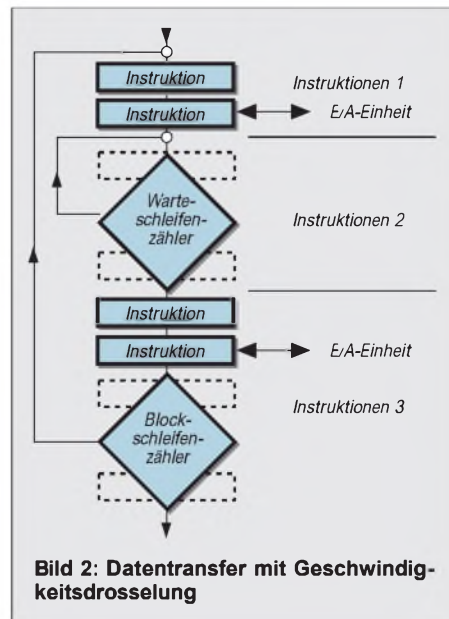 Instruktion
Instruktionen 1
Instruktion
E/A-Einheit
Warte-
schleifen-
zähler
Instruktionen 2
Instruktion
Instruktion
E/A-Einheit
Instruktionen 3
Block-
schleifen-
zähler
Bild 2: Datentransfer mit Geschwindig-
keitsdrosselung